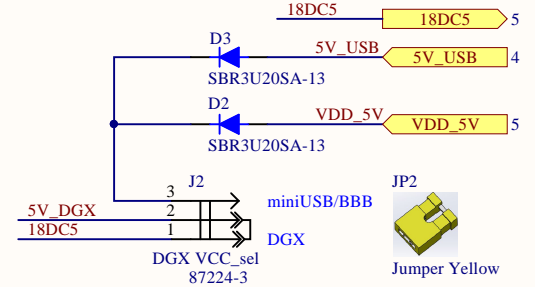 18DC5 18DC5 5
D3
5V_USB 5V_USB 4
SBR3U20SA-13
D2
VDD_5V VDD_5V 5
SBR3U20SA-13
J2 JP2
3 miniUSB/BBB
5V_DGX 2
18DC5 1 DGX
DGX VCC_sel
87224-3 Jumper Yellow